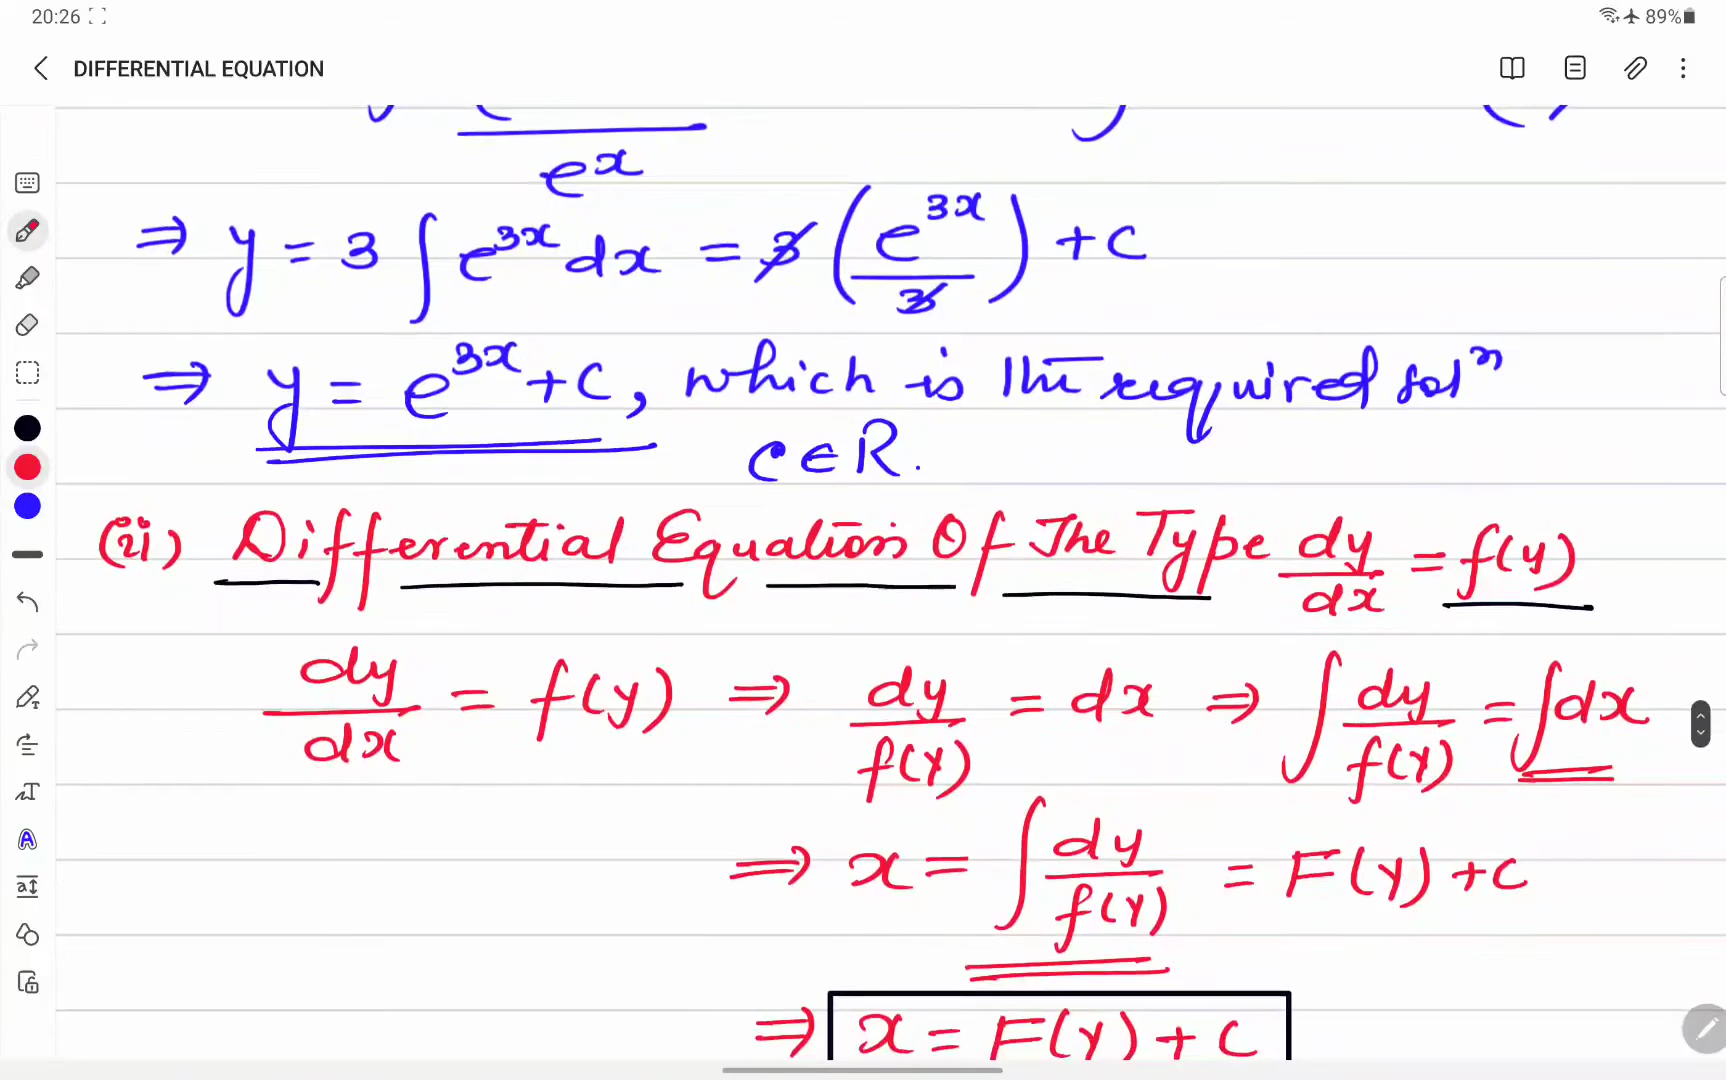 20:26 89%
DIFFERENTIAL EQUATION
e^x
⇒ y = 3 ∫ e^{3x} dx = 3 (e^{3x}/3) + C
⇒ y = e^{3x} + C, which is the required sol^n
C ∈ R.
(ii) Differential Equation Of The Type dy/dx = f(y)
dy/dx = f(y) ⇒ dy/f(y) = dx ⇒ ∫ dy/f(y) = ∫ dx
⇒ x = ∫ dy/f(y) = F(y) + C
⇒ x = F(y) + C